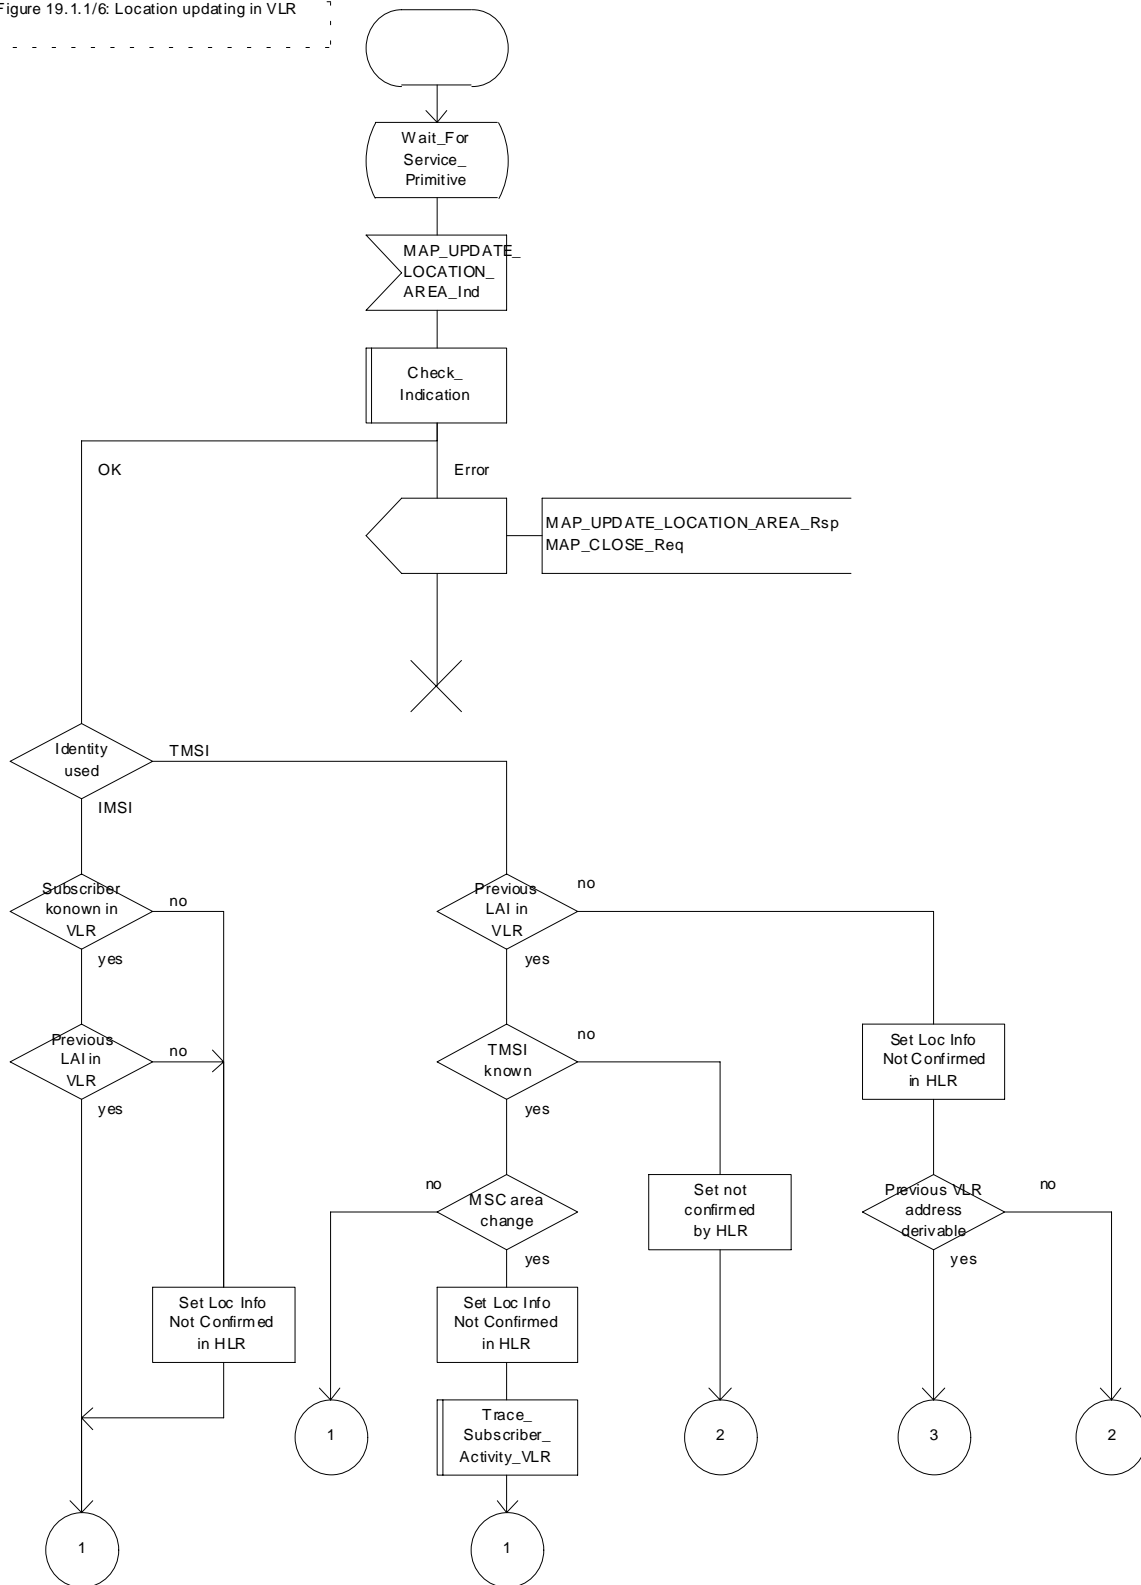 Figure 19.1.1/6: Location updating in VLR
Wait_For
Service_
Primitive
MAP_UPDATE_
LOCATION_
AREA_Ind
Check_
Indication
OK
Error
MAP_UPDATE_LOCATION_AREA_Rsp
MAP_CLOSE_Req
Identity
used
TMSI
IMSI
Subscriber
konown in
VLR
no
yes
Previous
LAI in
VLR
no
yes
Previous
LAI in
VLR
no
yes
TMSI
known
no
yes
Set Loc Info
Not Confirmed
in HLR
no
MSC area
change
yes
Set not
confirmed
by HLR
Previous VLR
address
derivable
no
yes
Set Loc Info
Not Confirmed
in HLR
Set Loc Info
Not Confirmed
in HLR
1
Trace_
Subscriber_
Activity_VLR
2
3
2
1
1